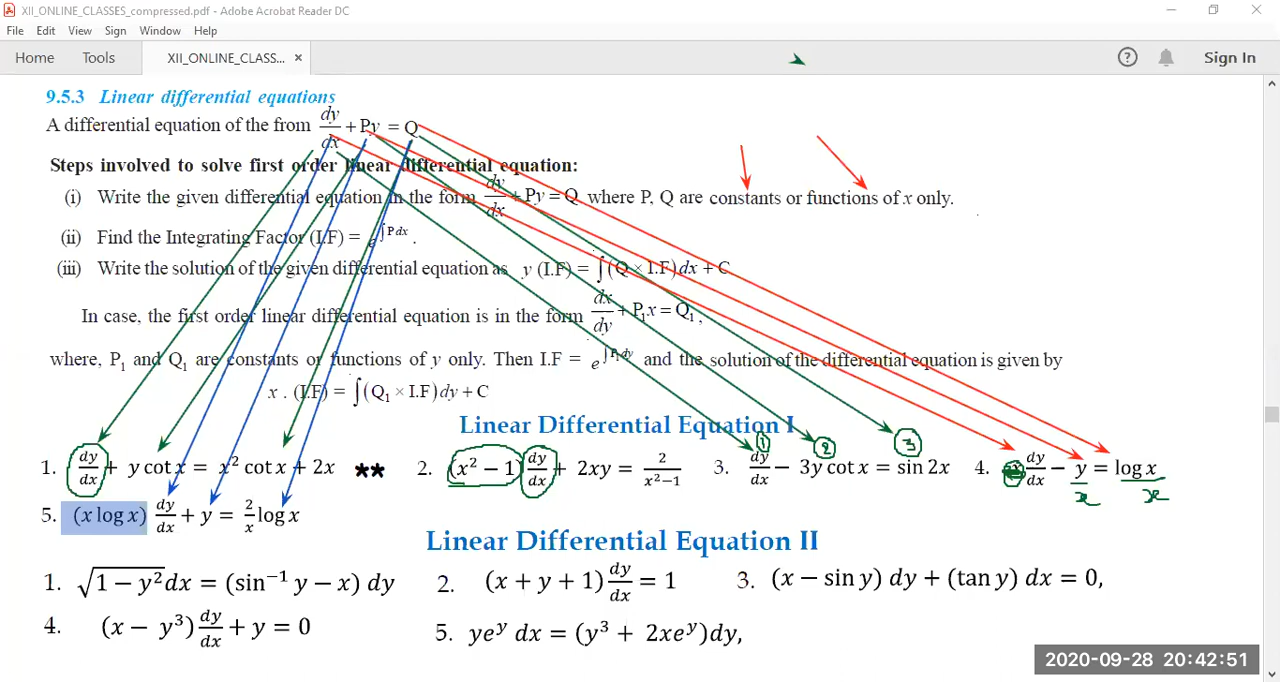 XII_ONLINE_CLASSES_compressed.pdf - Adobe Acrobat Reader DC
File Edit View Sign Window Help
Home Tools XII_ONLINE_CLASS... × ? Sign In
9.5.3 Linear differential equations
A differential equation of the from dy/dx + Py = Q
Steps involved to solve first order linear differential equation:
(i) Write the given differential equation in the form dy/dx + Py = Q where P, Q are constants or functions of x only.
(ii) Find the Integrating Factor (I.F) = e^∫P dx .
(iii) Write the solution of the given differential equation as y (I.F) = ∫(Q × I.F)dx + C
In case, the first order linear differential equation is in the form dx/dy + P₁x = Q₁,
where, P₁ and Q₁ are constants or functions of y only. Then I.F = e^∫P₁dy and the solution of the differential equation is given by
x . (I.F) = ∫(Q₁ × I.F)dy + C
Linear Differential Equation I
① ② ③
1. dy/dx + y cot x = x² cot x + 2x ** 2. (x² − 1) dy/dx + 2xy = 2/(x²−1) 3. dy/dx − 3y cot x = sin 2x 4. dy/dx − y/x = log x/x
5. (x log x) dy/dx + y = 2/x log x
Linear Differential Equation II
1. √(1 − y²)dx = (sin⁻¹ y − x) dy 2. (x + y + 1) dy/dx = 1 3. (x − sin y) dy + (tan y) dx = 0,
4. (x − y³) dy/dx + y = 0 5. ye^y dx = (y³ + 2xe^y)dy,
2020-09-28 20:42:51